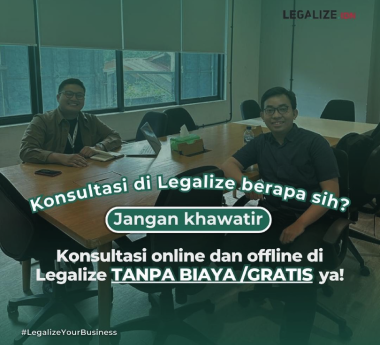 LEGALIZE
Konsultasi di Legalize berapa sih?
Jangan khawatir
Konsultasi online dan offline di
Legalize TANPA BIAYA /GRATIS ya!
#LegalizeYourBusiness